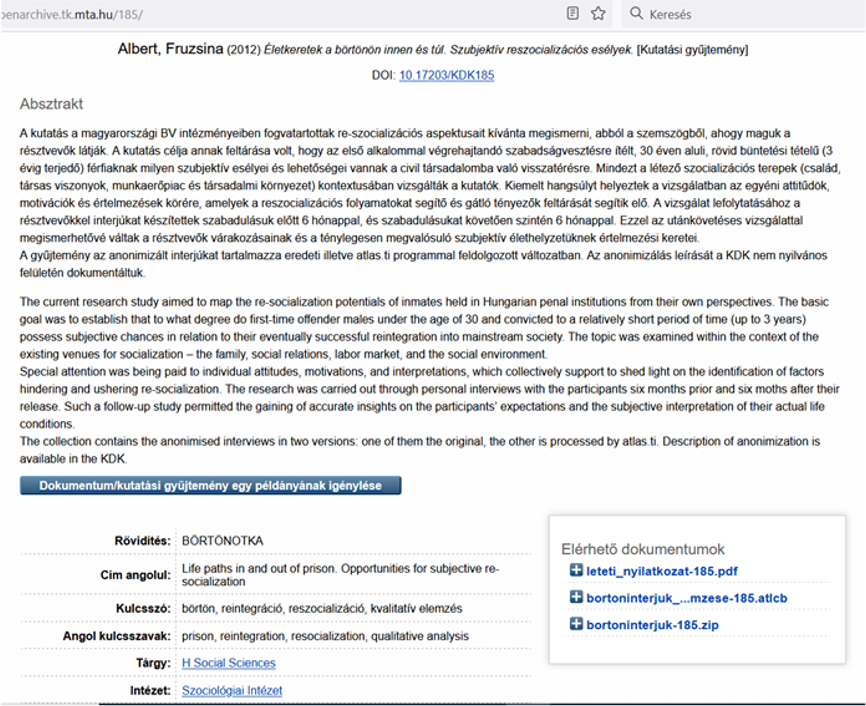 penarchive.tk.mta.hu/185/
Keresés
Albert, Fruzsina (2012) Életkeretek a börtönön innen és túl. Szubjektív reszocializációs esélyek. [Kutatási gyűjtemény]
DOI: 10.17203/KDK185
Absztrakt
A kutatás a magyarországi BV intézményeiben fogvatartottak re-szocializációs aspektusait kívánta megismerni, abból a szemszögből, ahogy maguk a
résztvevők látják. A kutatás célja annak feltárása volt, hogy az első alkalommal végrehajtandó szabadságvesztésre ítélt, 30 éven aluli, rövid büntetési tételű (3
évig terjedő) férfiaknak milyen szubjektív esélyei és lehetőségei vannak a civil társadalomba való visszatérésre. Mindezt a létező szocializációs terepek (család,
társas viszonyok, munkaerőpiac és társadalmi környezet) kontextusában vizsgálták a kutatók. Kiemelt hangsúlyt helyeztek a vizsgálatban az egyéni attitűdök,
motivációk és értelmezések körére, amelyek a reszocializációs folyamatokat segítő és gátló tényezők feltárását segítik elő. A vizsgálat lefolytatásához a
résztvevőkkel interjúkat készítettek szabadulásuk előtt 6 hónappal, és szabadulásukat követően szintén 6 hónappal. Ezzel az utánkövetéses vizsgálattal
megismerhetővé váltak a résztvevők várakozásainak és a ténylegesen megvalósuló szubjektív élethelyzetüknek értelmezési keretei.
A gyűjtemény az anonimizált interjúkat tartalmazza eredeti illetve atlas.ti programmal feldolgozott változatban. Az anonimizálás leírását a KDK nem nyilvános
felületén dokumentáltuk.
The current research study aimed to map the re-socialization potentials of inmates held in Hungarian penal institutions from their own perspectives. The basic
goal was to establish that to what degree do first-time offender males under the age of 30 and convicted to a relatively short period of time (up to 3 years)
possess subjective chances in relation to their eventually successful reintegration into mainstream society. The topic was examined within the context of the
existing venues for socialization – the family, social relations, labor market, and the social environment.
Special attention was being paid to individual attitudes, motivations, and interpretations, which collectively support to shed light on the identification of factors
hindering and ushering re-socialization. The research was carried out through personal interviews with the participants six months prior and six moths after their
release. Such a follow-up study permitted the gaining of accurate insights on the participants' expectations and the subjective interpretation of their actual life
conditions.
The collection contains the anonimised interviews in two versions: one of them the original, the other is processed by atlas.ti. Description of anonimization is
available in the KDK.
Dokumentum/kutatási gyűjtemény egy példányának igénylése
Rövidítés: BÖRTÖNOTKA
Cím angolul: Life paths in and out of prison. Opportunities for subjective re-
socialization
Kulcsszó: börtön, reintegráció, reszocializáció, kvalitatív elemzés
Angol kulcsszavak: prison, reintegration, resocialization, qualitative analysis
Tárgy: H Social Sciences
Intézet: Szociológiai Intézet
Elérhető dokumentumok
leteti_nyilatkozat-185.pdf
bortoninterjuk_...mzese-185.atlcb
bortoninterjuk-185.zip